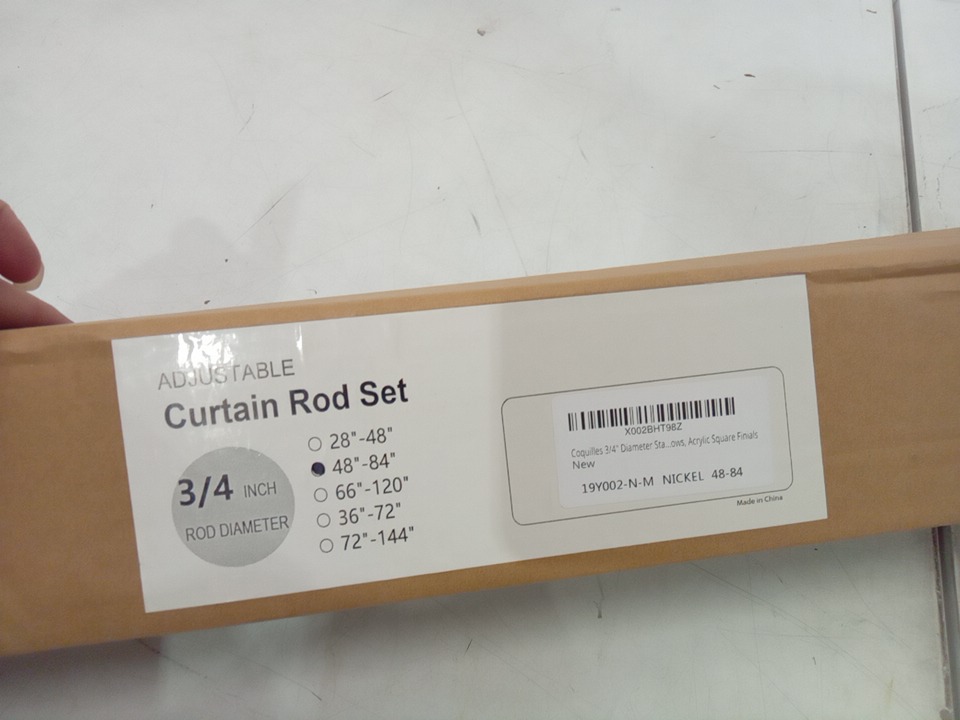 ADJUSTABLE
Curtain Rod Set
3/4 INCH
ROD DIAMETER
28"-48"
48"-84"
66"-120"
36"-72"
72"-144"
X002BHT98Z
Coquilles 3/4" Diameter Sta...ows, Acrylic Square Finials
New
19Y002-N-M NICKEL 48-84
Made in China